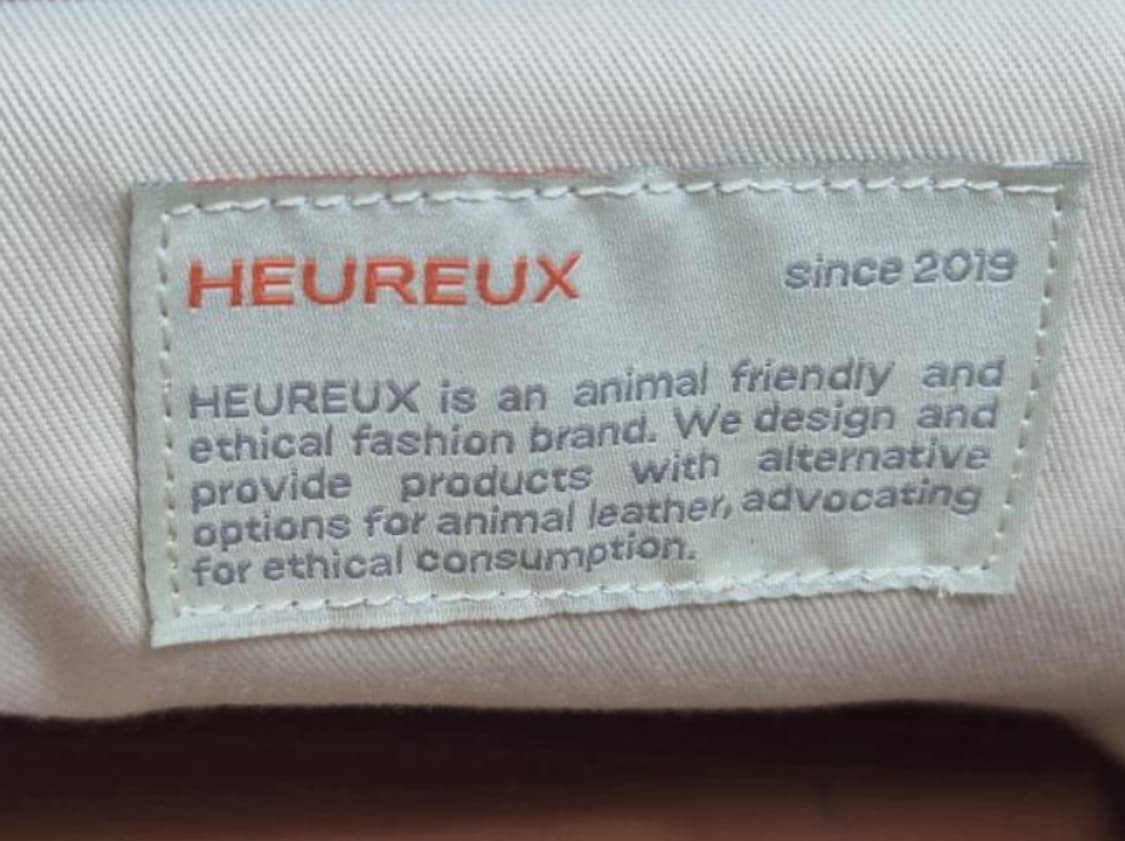 HEUREUX since 2019
HEUREUX is an animal friendly and
ethical fashion brand. We design and
provide products with alternative
options for animal leather, advocating
for ethical consumption.